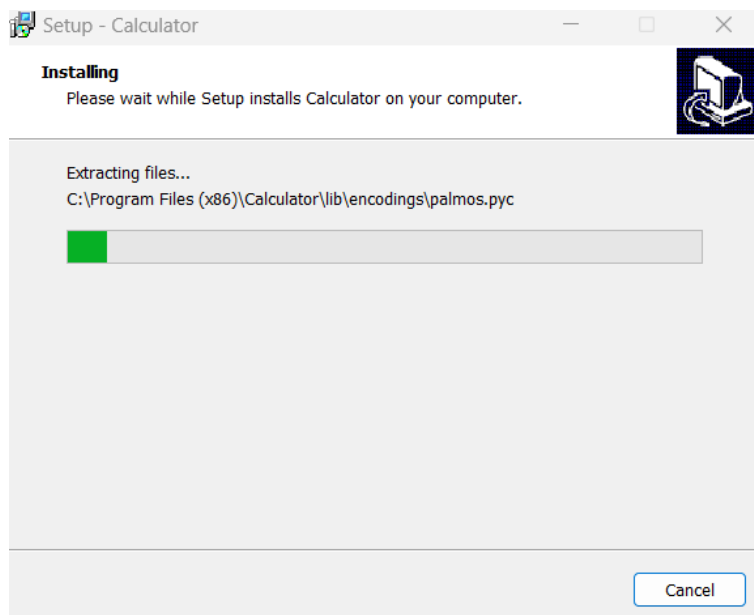 Setup - Calculator
Installing
Please wait while Setup installs Calculator on your computer.
Extracting files...
C:\Program Files (x86)\Calculator\lib\encodings\palmos.pyc
Cancel